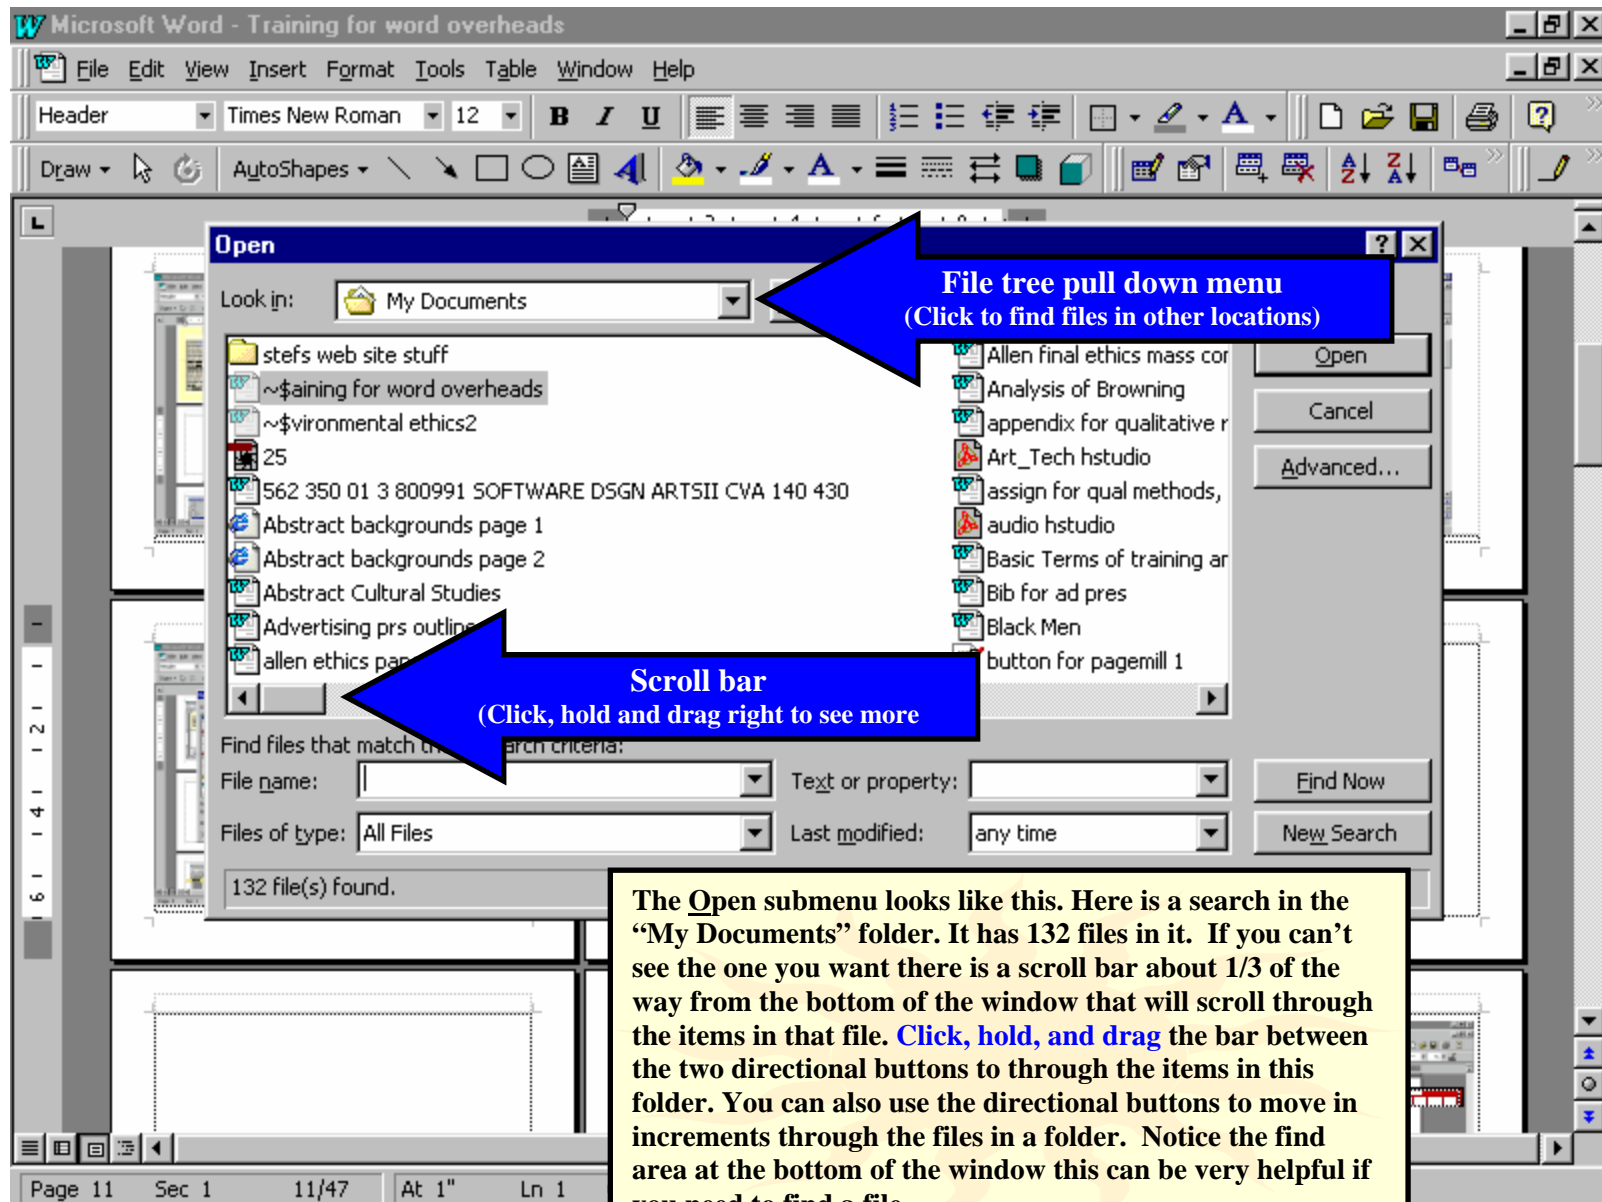 Microsoft Word - Training for word overheads
File Edit View Insert Format Tools Table Window Help
Header Times New Roman 12 B I U A
Draw AutoShapes A A A Z Z A
L
Open
Look in: My Documents
File tree pull down menu
(Click to find files in other locations)
stefs web site stuff
~$aining for word overheads
~$vironmental ethics2
25
562 350 01 3 800991 SOFTWARE DSGN ARTSII CVA 140 430
Abstract backgrounds page 1
Abstract backgrounds page 2
Abstract Cultural Studies
Advertising prs outline
allen ethics pap
Allen final ethics mass cor
Analysis of Browning
appendix for qualitative r
Art_Tech hstudio
assign for qual methods,
audio hstudio
Basic Terms of training ar
Bib for ad pres
Black Men
button for pagemill 1
Open
Cancel
Advanced...
Scroll bar
(Click, hold and drag right to see more
Find files that match th arch criteria:
File name: Text or property: Find Now
Files of type: All Files Last modified: any time New Search
132 file(s) found.
The Open submenu looks like this. Here is a search in the
“My Documents” folder. It has 132 files in it. If you can’t
see the one you want there is a scroll bar about 1/3 of the
way from the bottom of the window that will scroll through
the items in that file. Click, hold, and drag the bar between
the two directional buttons to through the items in this
folder. You can also use the directional buttons to move in
increments through the files in a folder. Notice the find
area at the bottom of the window this can be very helpful if
you need to find a file
2
4
6
Page 11 Sec 1 11/47 At 1" Ln 1